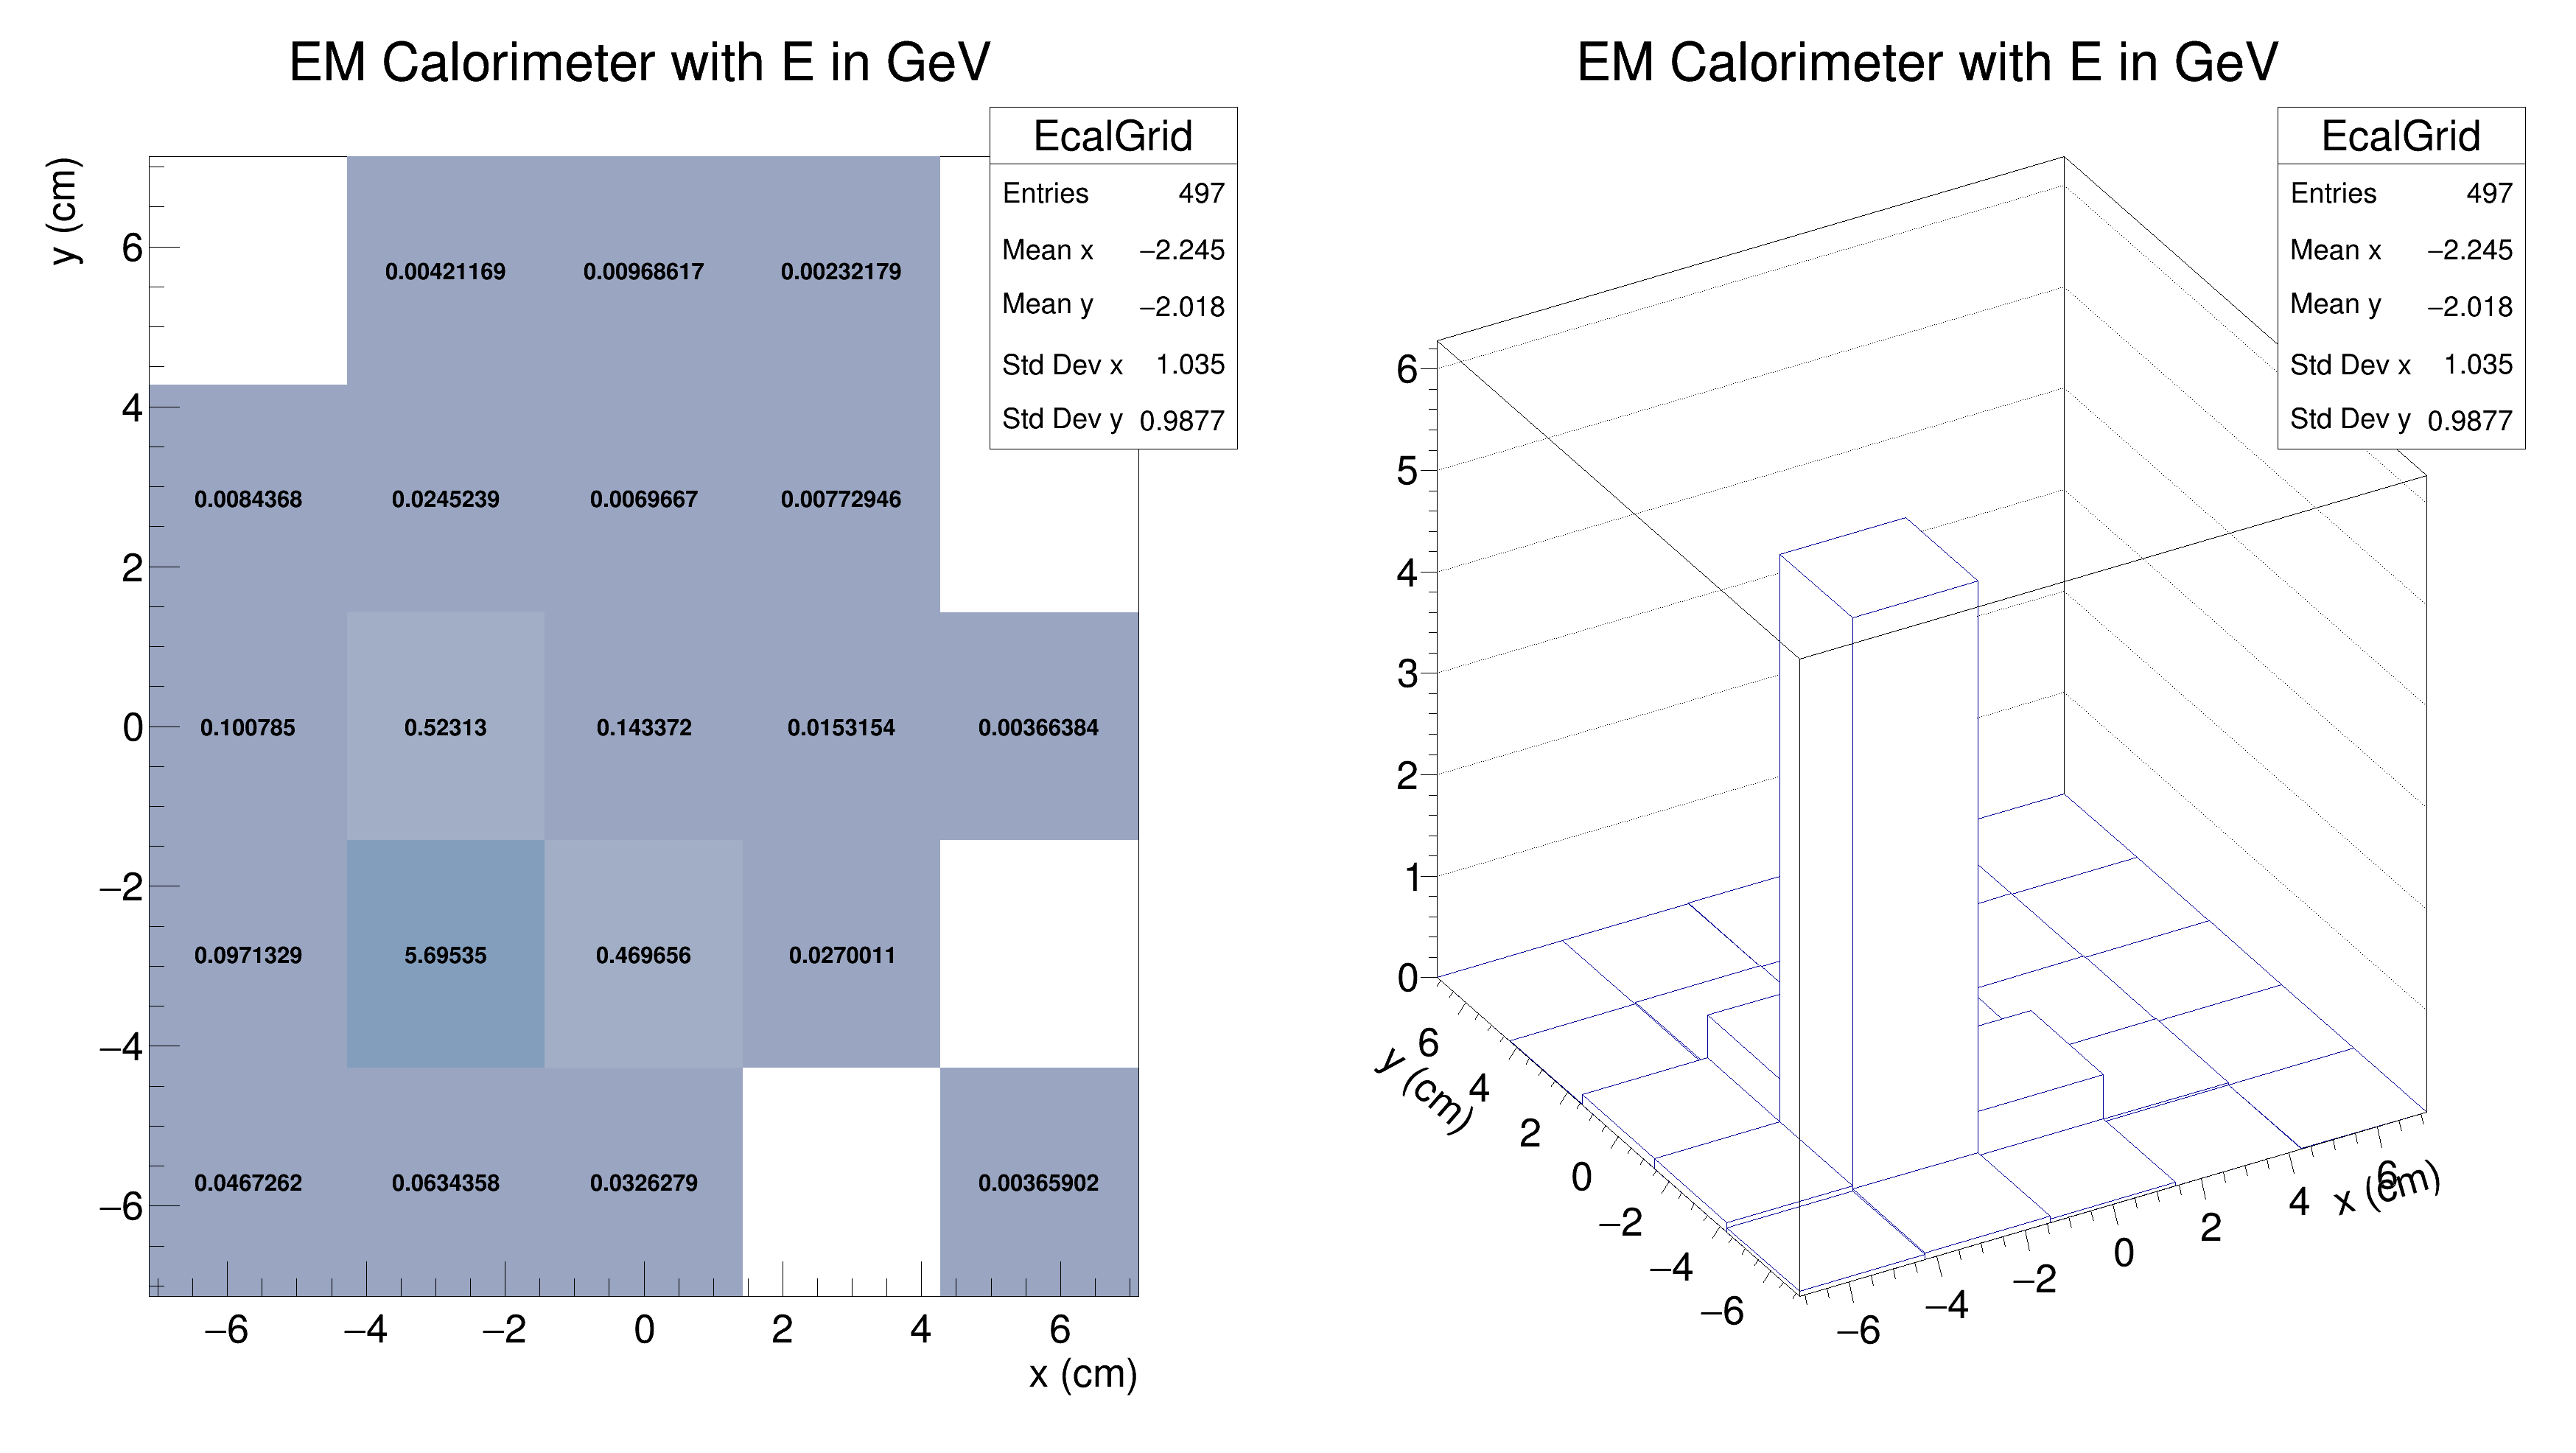 EM Calorimeter with E in GeV
EcalGrid
Entries 497
Mean x −2.245
Mean y −2.018
Std Dev x 1.035
Std Dev y 0.9877
y (cm)
6
4
2
0
−2
−4
−6
0.00421169 0.00968617 0.00232179
0.0084368 0.0245239 0.0069667 0.00772946
0.100785 0.52313 0.143372 0.0153154 0.00366384
0.0971329 5.69535 0.469656 0.0270011
0.0467262 0.0634358 0.0326279 0.00365902
−6 −4 −2 0 2 4 6
x (cm)
EM Calorimeter with E in GeV
EcalGrid
Entries 497
Mean x −2.245
Mean y −2.018
Std Dev x 1.035
Std Dev y 0.9877
6
5
4
3
2
1
0
y (cm)
6
4
2
0
−2
−4
−6
−6 −4 −2 0 2 4 6
x (cm)